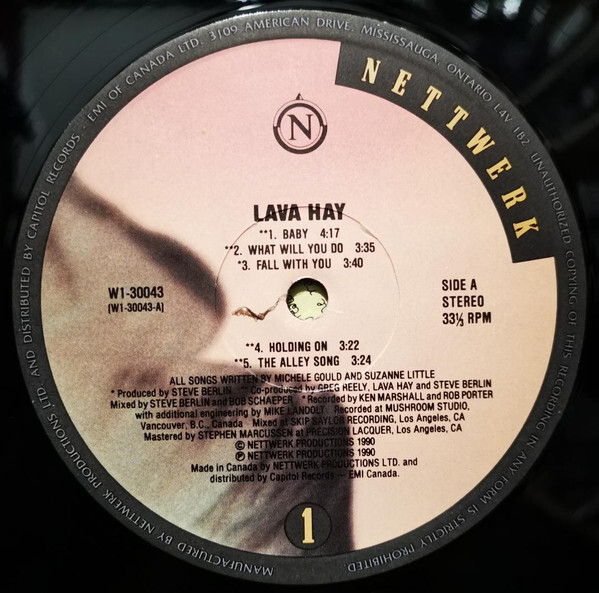 MANUFACTURED BY NETTWERK PRODUCTIONS LTD. AND DISTRIBUTED BY CAPITOL RECORDS - EMI OF CANADA LTD. 3109 AMERICAN DRIVE, MISSISSAUGA, ONTARIO L4V 1B2. UNAUTHORIZED COPYING OF THIS RECORDING IN ANY FORM IS STRICTLY PROHIBITED.
NETTWERK
N
LAVA HAY
**1. BABY 4:17
**2. WHAT WILL YOU DO 3:35
*3. FALL WITH YOU 3:40
W1-30043
(W1-30043-A)
SIDE A
STEREO
33⅓ RPM
**4. HOLDING ON 3:22
**5. THE ALLEY SONG 3:24
ALL SONGS WRITTEN BY MICHELE GOULD AND SUZANNE LITTLE
* Produced by STEVE BERLIN ** Co-produced by GREG REELY, LAVA HAY and STEVE BERLIN
Mixed by STEVE BERLIN and BOB SCHAEPER * Recorded by KEN MARSHALL and ROB PORTER
with additional engineering by MIKE LANDOLT Recorded at MUSHROOM STUDIO,
Vancouver, B.C., Canada Mixed at SKIP SAYLOR RECORDING, Los Angeles, CA
Mastered by STEPHEN MARCUSSEN at PRECISION LACQUER, Los Angeles, CA
© NETTWERK PRODUCTIONS 1990
℗ NETTWERK PRODUCTIONS 1990
Made in Canada by NETTWERK PRODUCTIONS LTD. and
distributed by Capitol Records — EMI Canada.
1